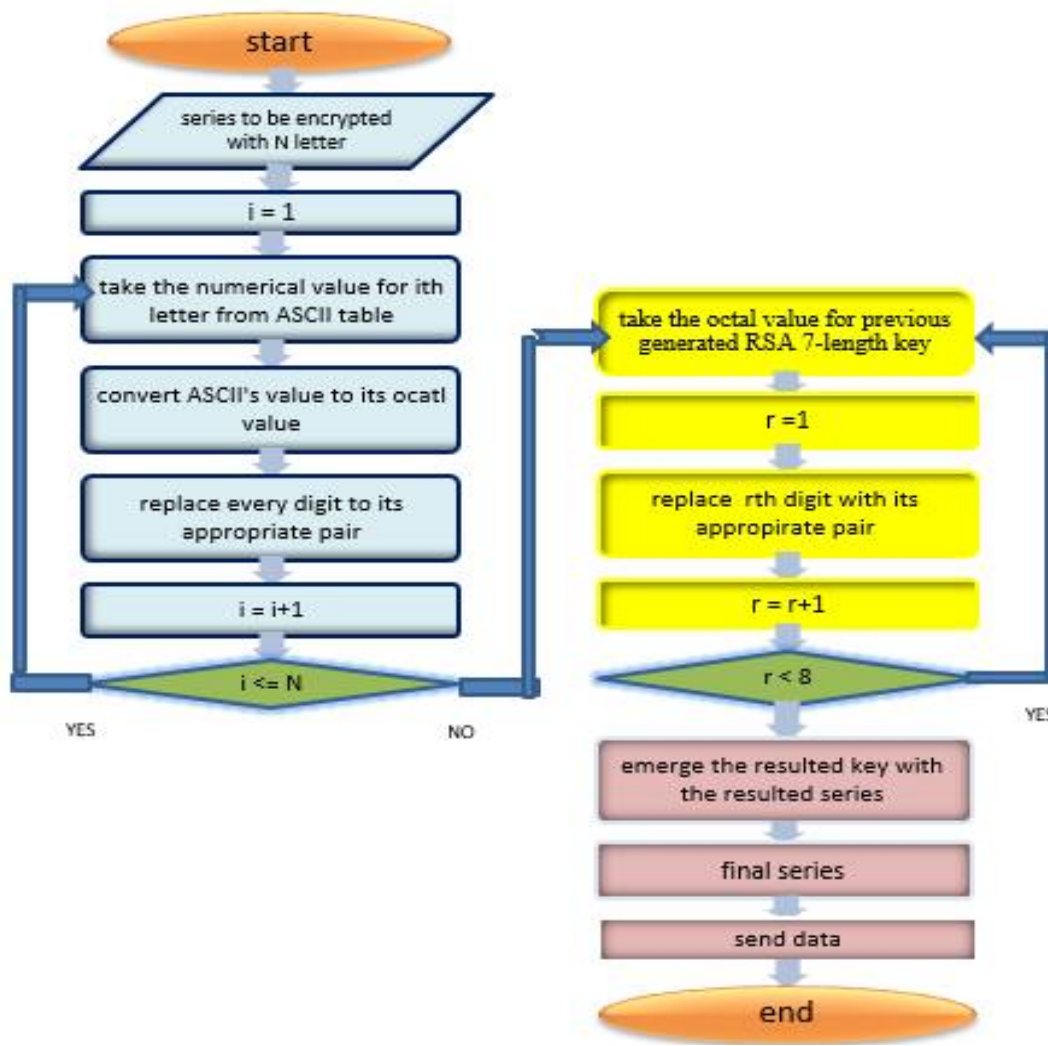 start
series to be encrypted
with N letter
i = 1
take the numerical value for ith
letter from ASCII table
convert ASCII's value to its ocatl
value
replace every digit to its
appropriate pair
i = i+1
i <= N
YES
NO
take the octal value for previous
generated RSA 7-length key
r =1
replace rth digit with its
appropirate pair
r = r+1
r < 8
YES
emerge the resulted key with
the resulted series
final series
send data
end